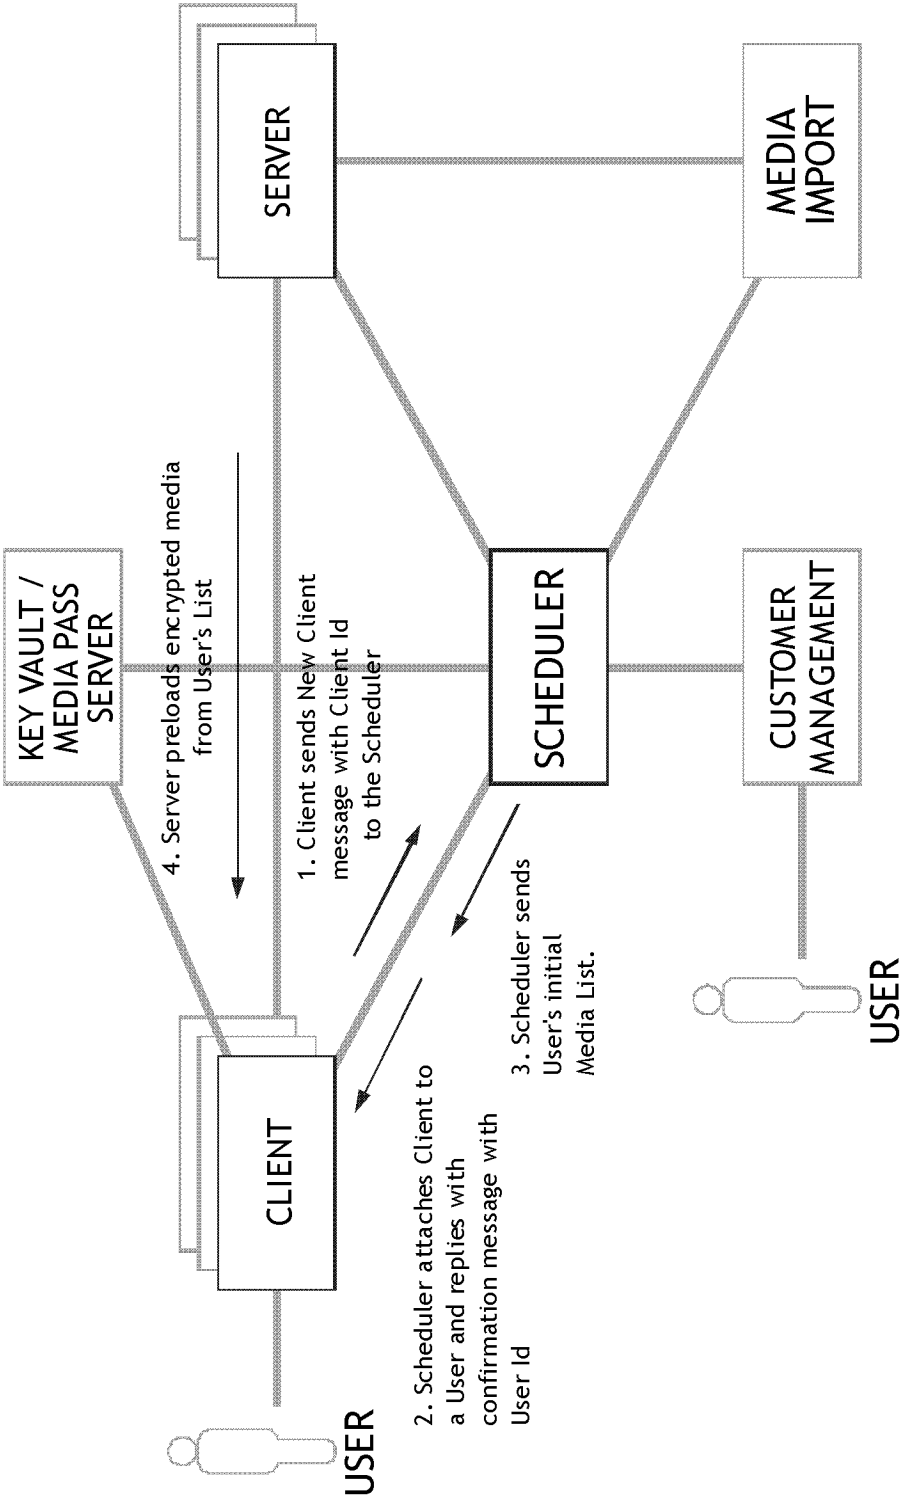 KEY VAULT /
MEDIA PASS
SERVER
4. Server preloads encrypted media
from User's List
CLIENT
SERVER
USER
1. Client sends New Client
message with Client Id
to the Scheduler
2. Scheduler attaches Client to
a User and replies with
confirmation message with
User Id
3. Scheduler sends
User's initial
Media List.
SCHEDULER
USER
CUSTOMER
MANAGEMENT
MEDIA
IMPORT